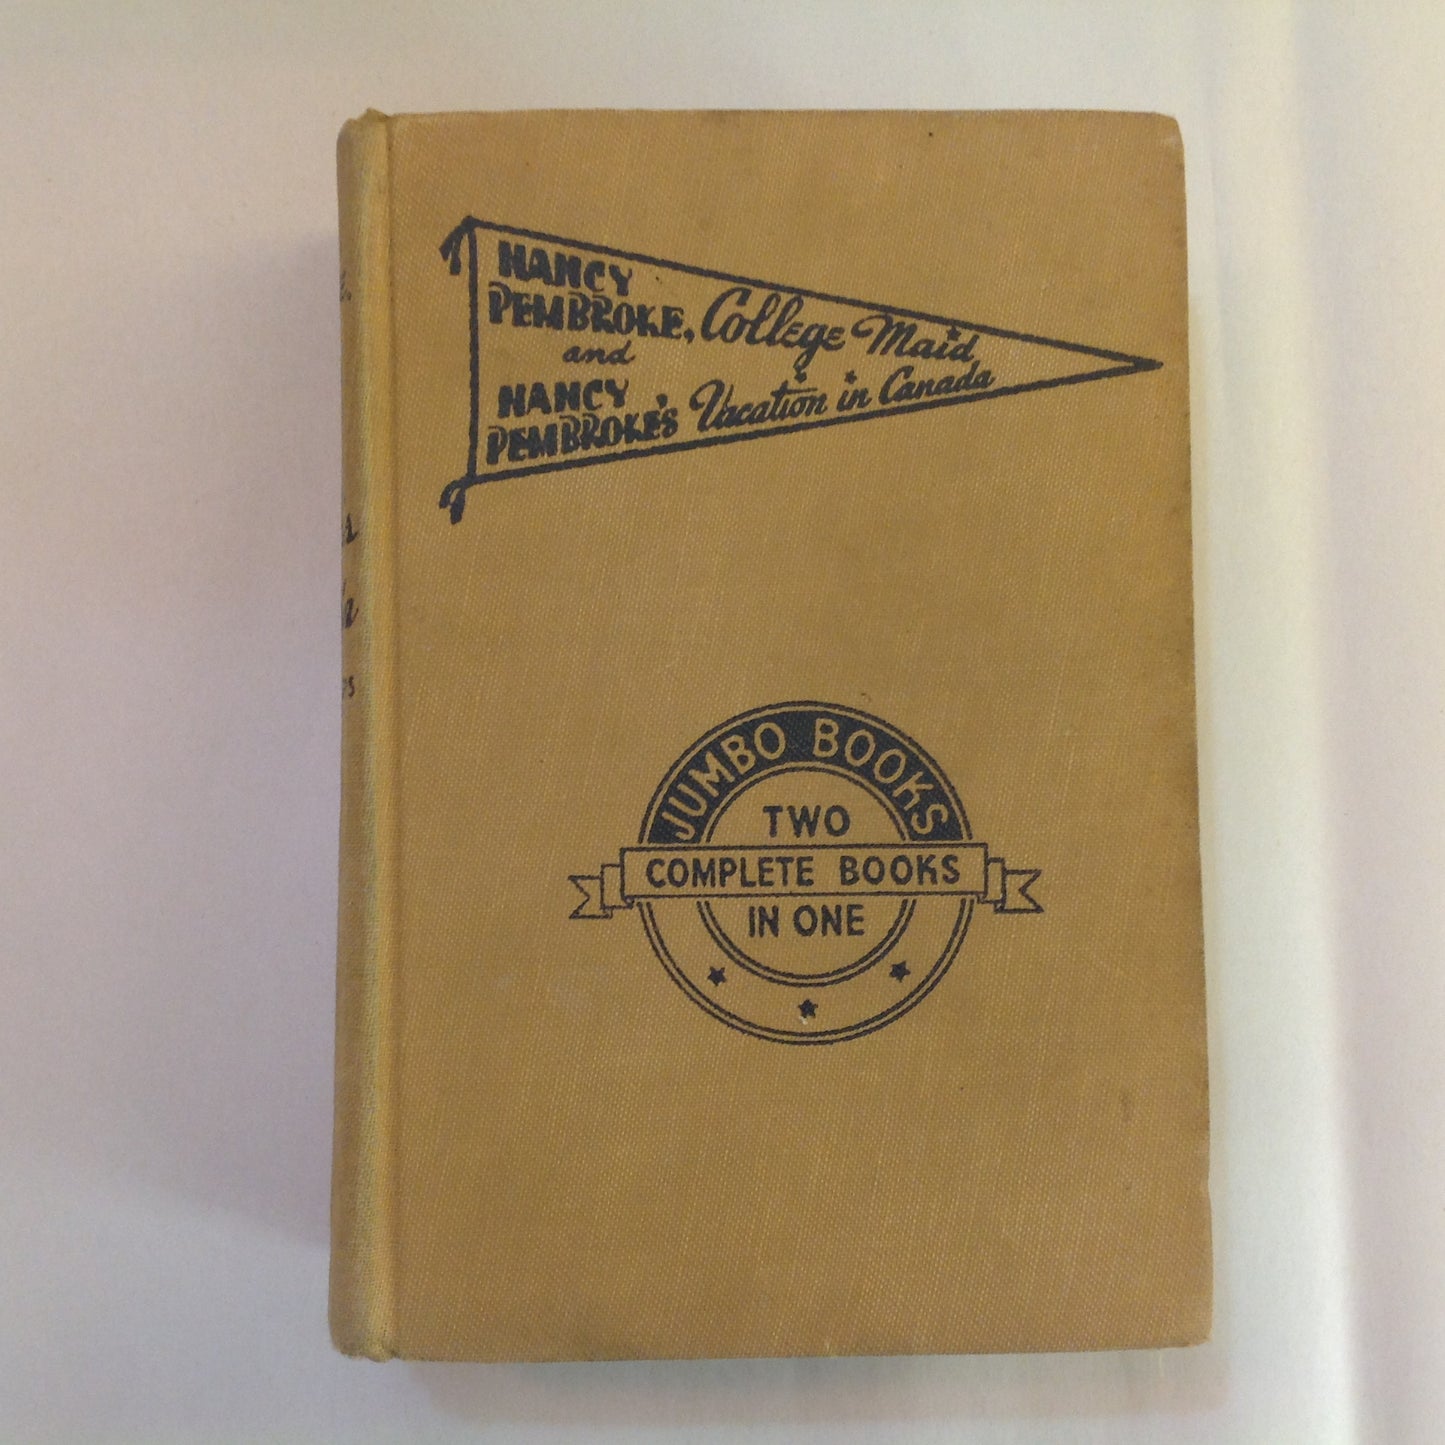 NANCY
PEMBROKE, College Maid
and
NANCY
PEMBROKE'S Vacation in Canada
JUMBO BOOKS
TWO
COMPLETE BOOKS
IN ONE